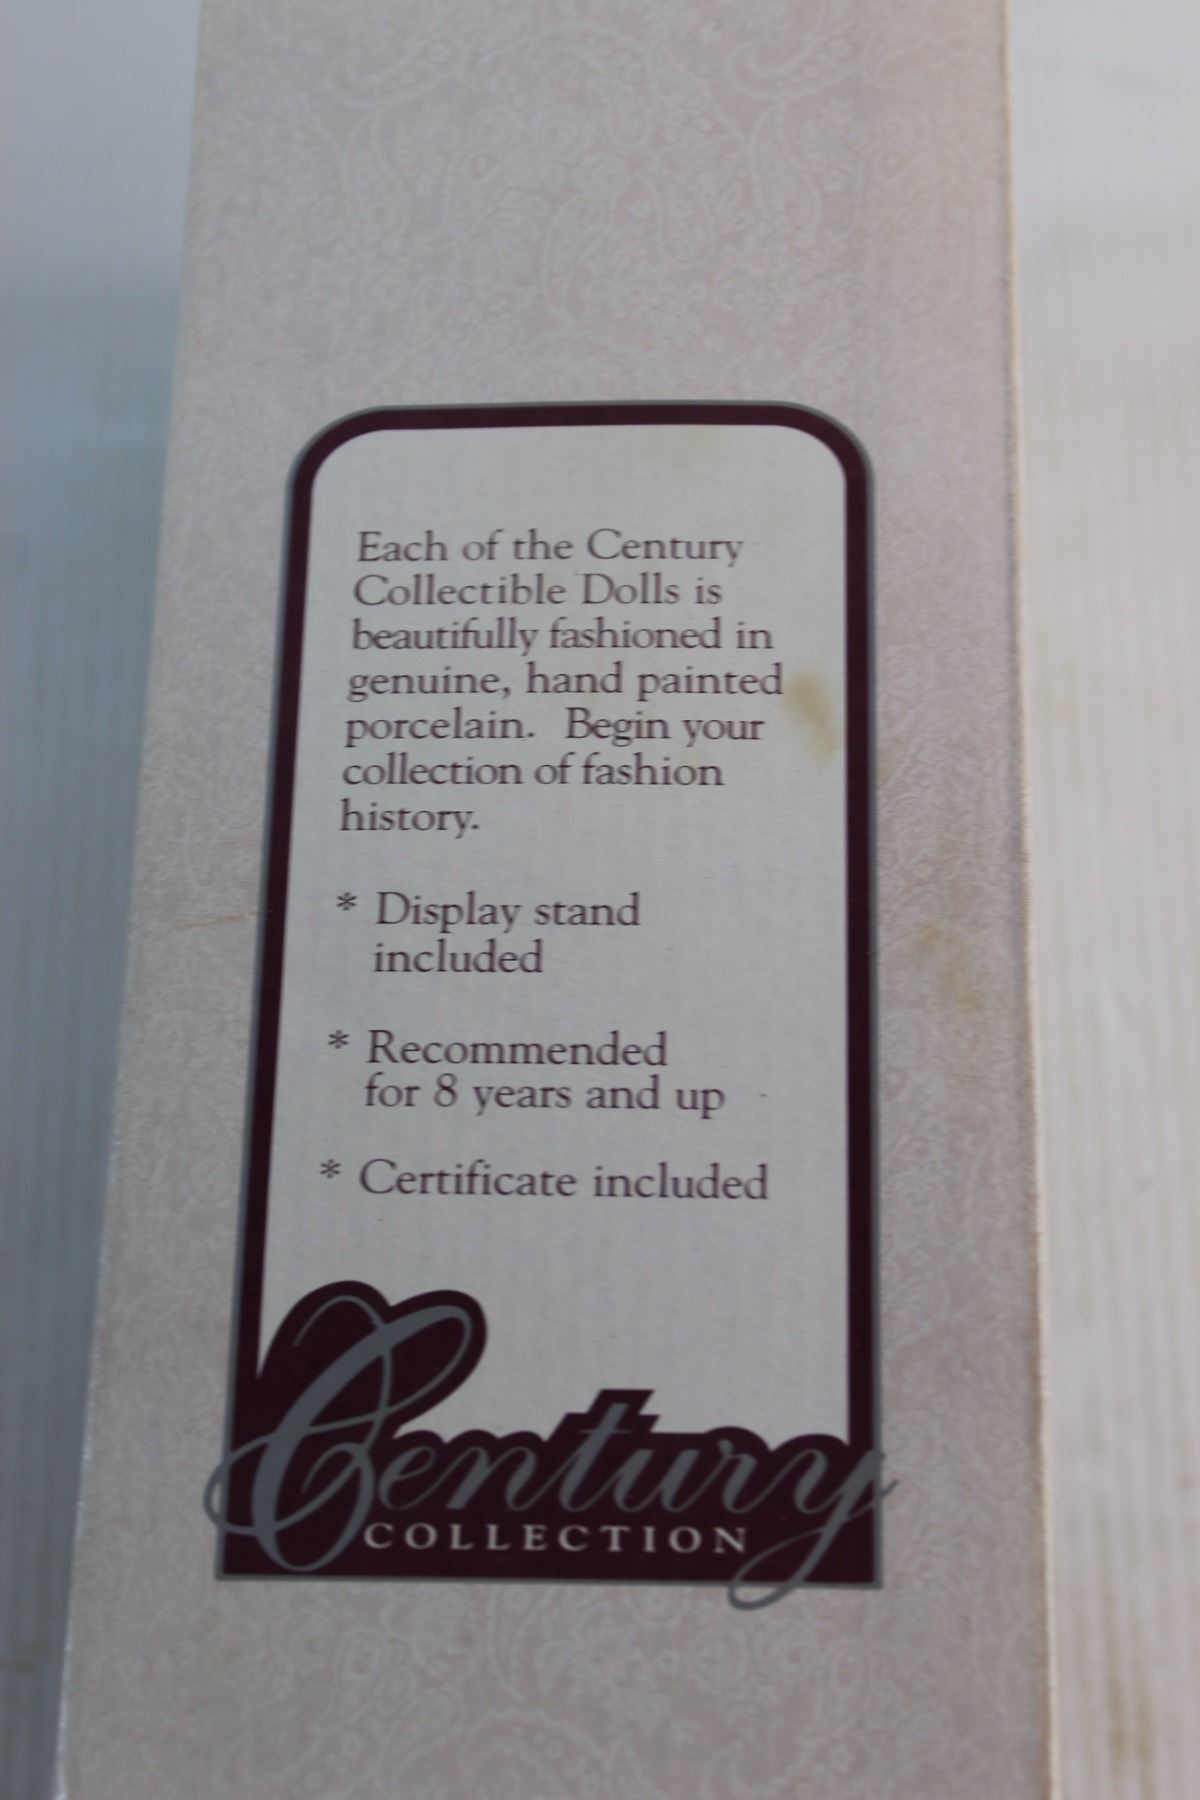 Each of the Century
Collectible Dolls is
beautifully fashioned in
genuine, hand painted
porcelain. Begin your
collection of fashion
history.
* Display stand
included
* Recommended
for 8 years and up
* Certificate included
Century
COLLECTION